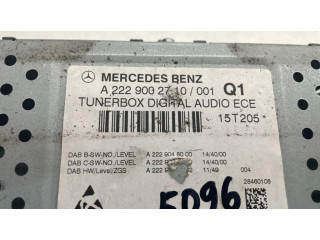 MERCEDES BENZ
A 222 900 27 10 / 001 Q1
TUNERBOX DIGITAL AUDIO ECE
15T205
DAB B-SW-NO./LEVEL A 222 904 80 00 14/40/00
DAB C-SW-NO./LEVEL A 222 14/40/00
DAB HW/Level/ZGS A 222 11/49 004
28460108
5D96